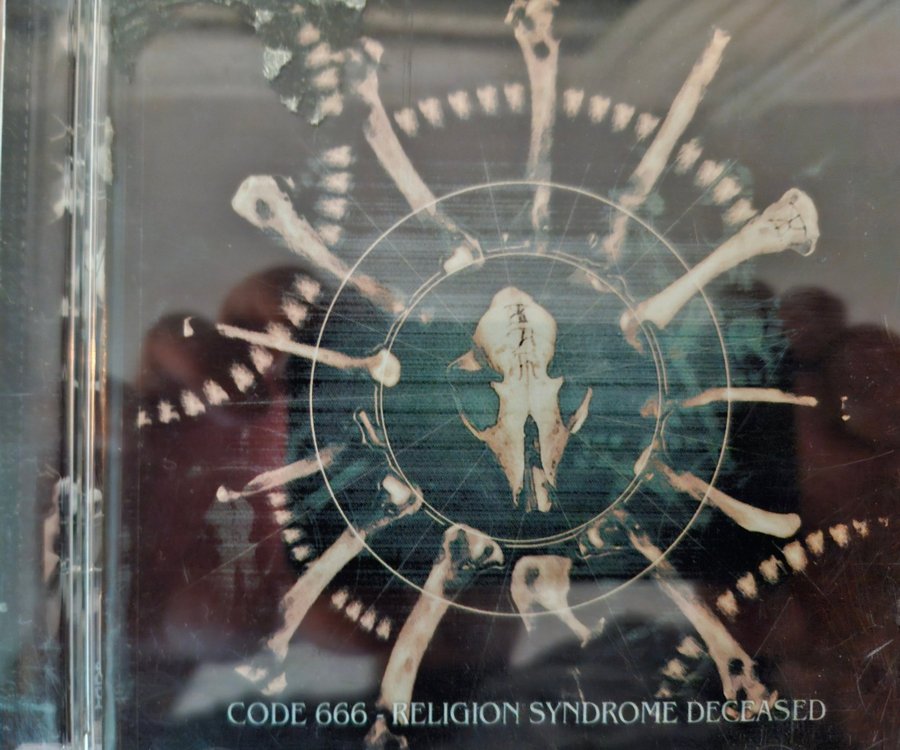 CODE 666 - RELIGION SYNDROME DECEASED